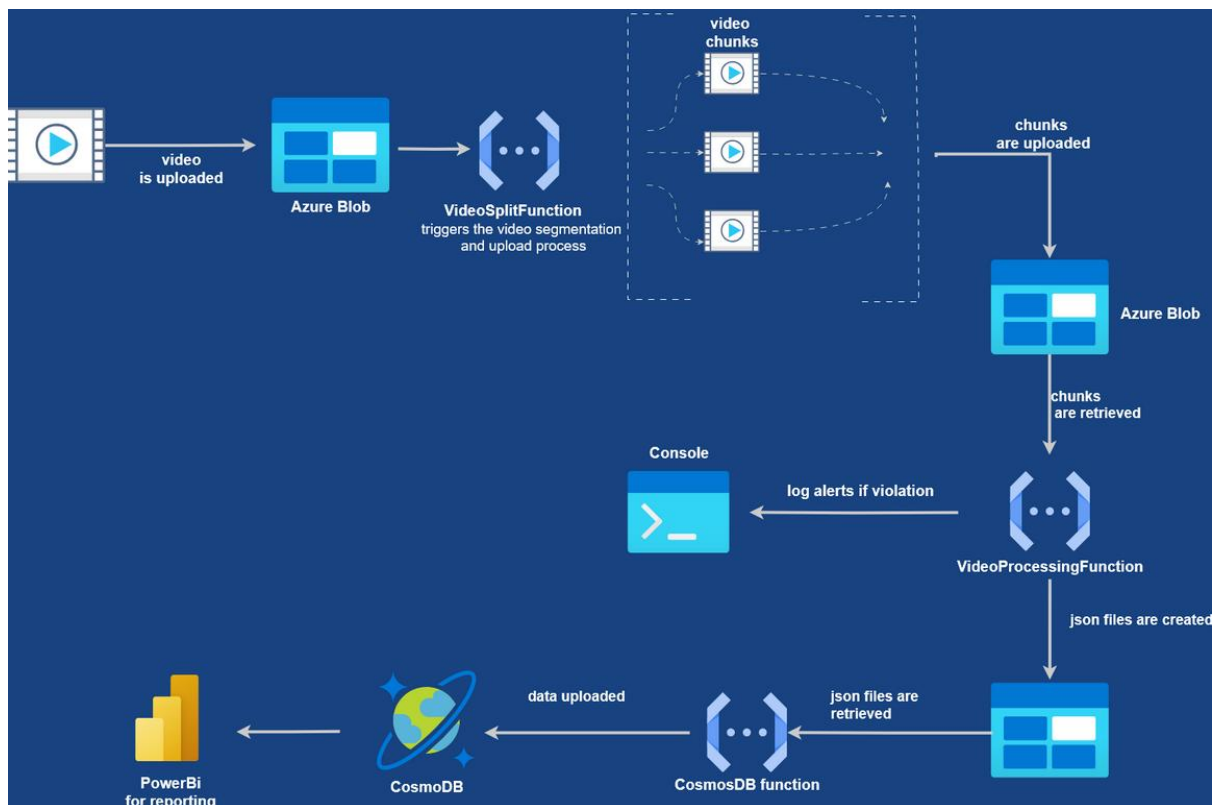 video
chunks
video
is uploaded
Azure Blob
VideoSplitFunction
triggers the video segmentation
and upload process
chunks
are uploaded
Azure Blob
chunks
are retrieved
Console
log alerts if violation
VideoProcessingFunction
json files are created
json files are
retrieved
data uploaded
CosmosDB function
CosmoDB
PowerBi
for reporting